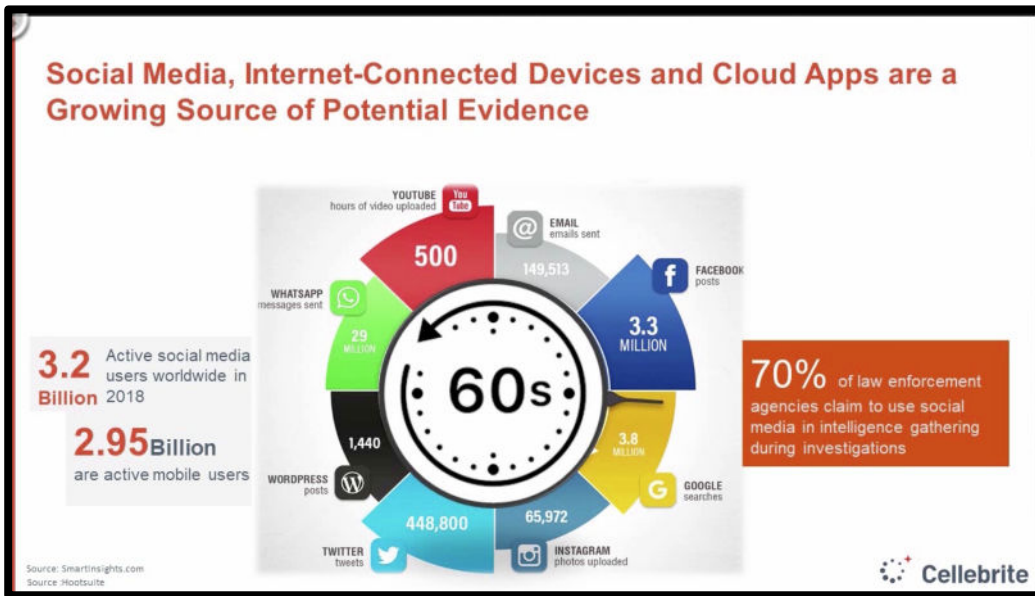 Social Media, Internet-Connected Devices and Cloud Apps are a
Growing Source of Potential Evidence
YOUTUBE
hours of video uploaded
You
Tube
500
@
EMAIL
emails sent
149,513
f
FACEBOOK
posts
3.3
MILLION
WHATSAPP
messages sent
29
MILLION
60s
3.8
MILLION
G
GOOGLE
searches
1,440
WORDPRESS
posts
W
448,800
TWITTER
tweets
65,972
INSTAGRAM
photos uploaded
3.2
Billion
Active social media
users worldwide in
2018
2.95Billion
are active mobile users
70% of law enforcement
agencies claim to use social
media in intelligence gathering
during investigations
Source: SmartInsights.com
Source :Hootsuite
Cellebrite